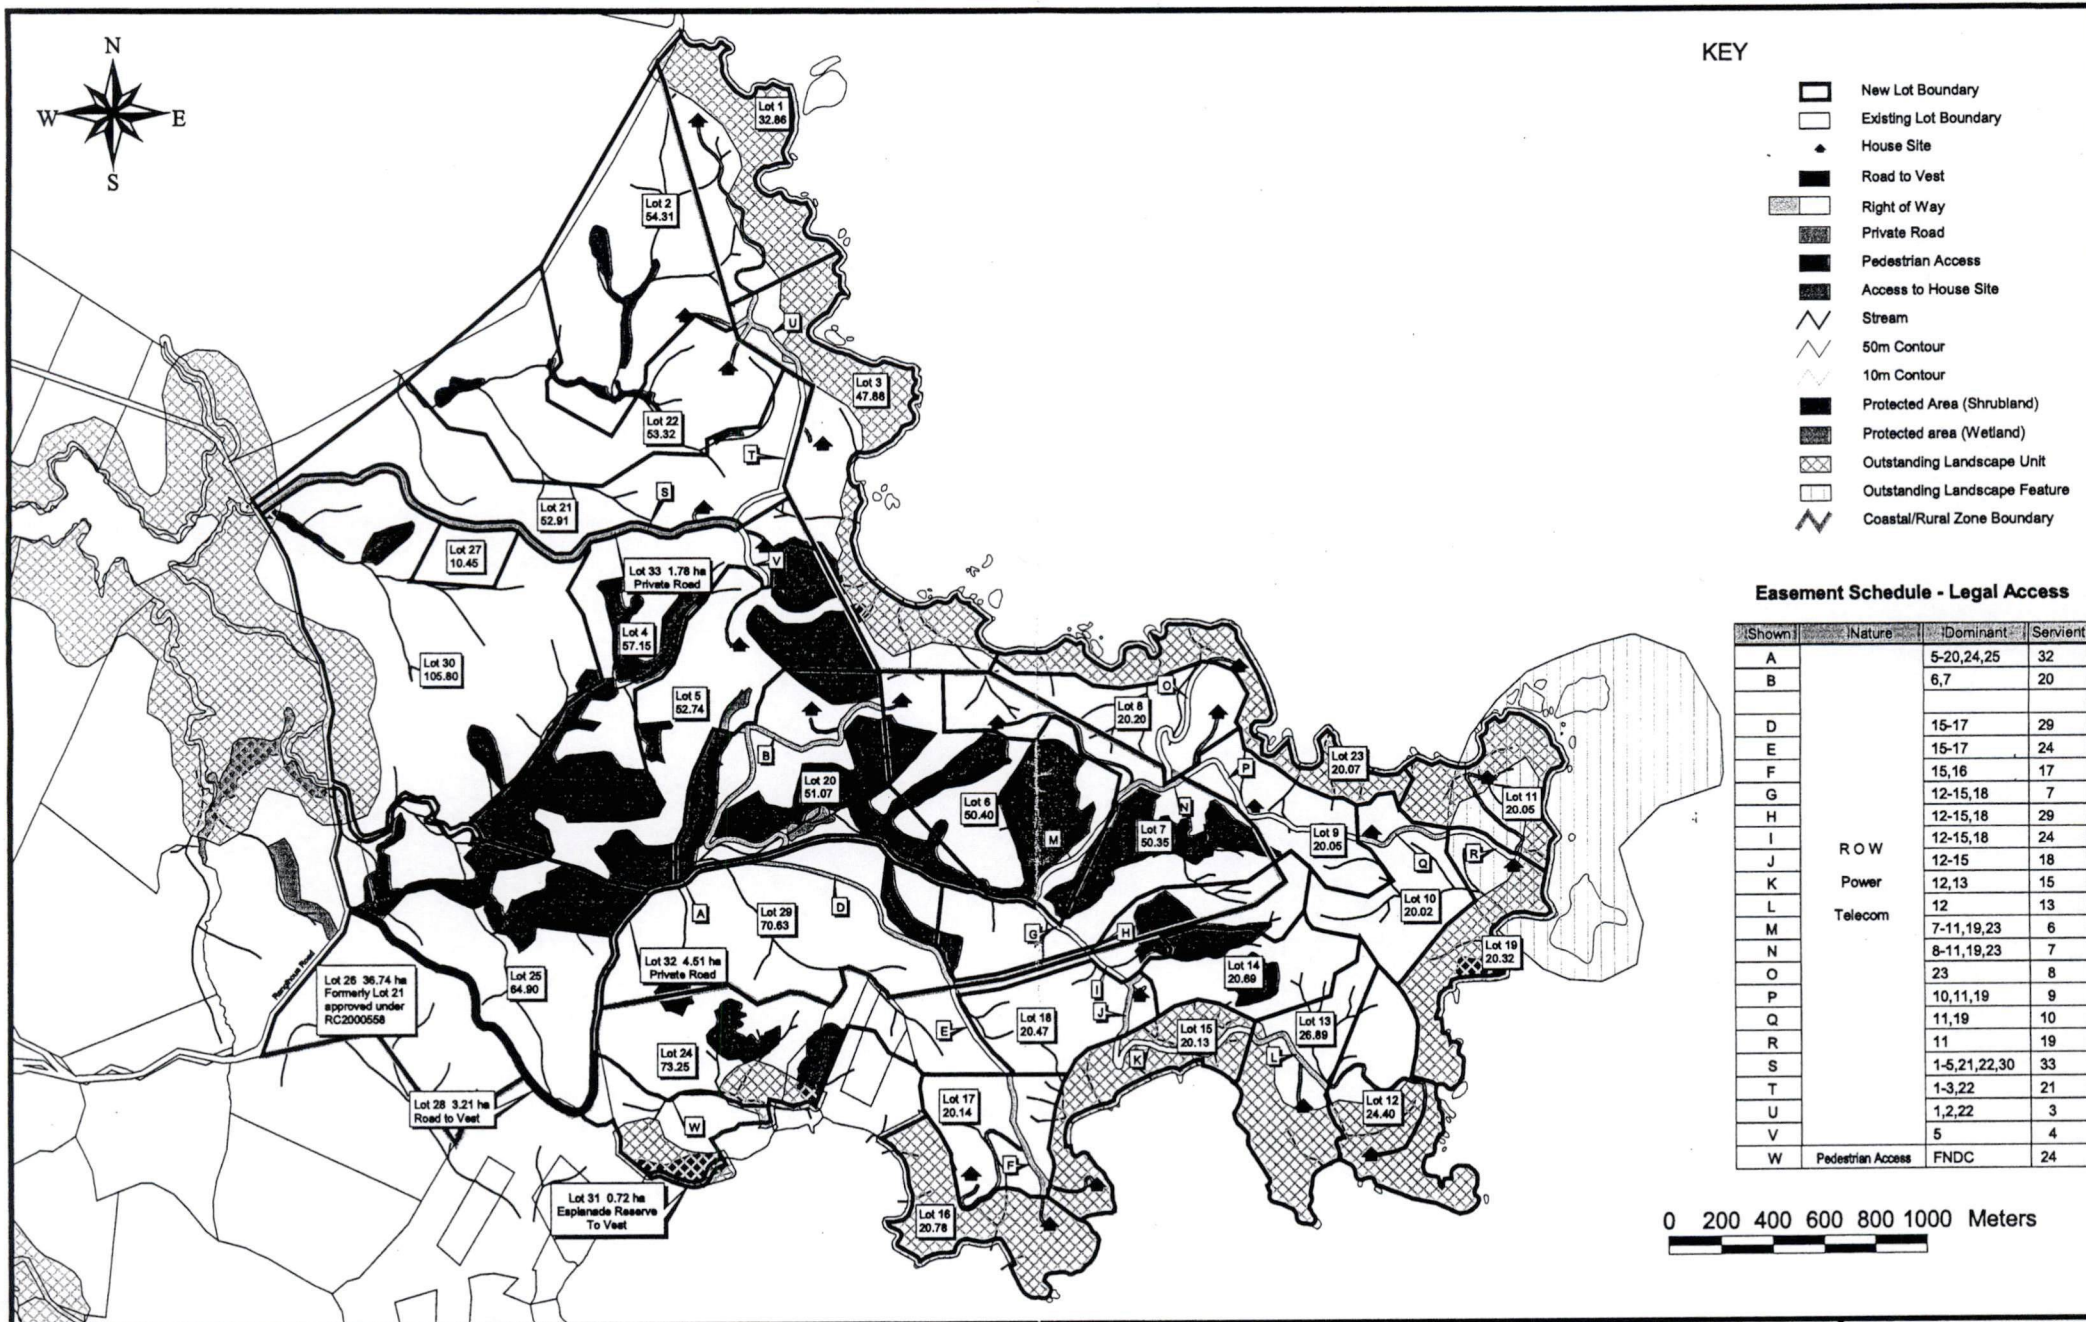 N
W
E
S
Lot 1
32.86
Lot 2
54.31
U
Lot 3
47.88
Lot 22
53.32
T
S
Lot 21
52.91
Lot 27
10.45
V
Lot 33 1.78 ha
Private Road
Lot 4
57.15
Lot 30
105.80
Lot 5
52.74
O
Lot 8
20.20
B
P
Lot 23
20.07
Lot 20
51.07
Lot 6
50.40
N
Lot 11
20.05
M
Lot 7
50.35
Lot 9
20.05
Q
R
A
Lot 29
70.63
D
Lot 10
20.02
G
H
Lot 19
20.32
Lot 32 4.51 ha
Private Road
Lot 25
64.90
Lot 14
20.69
Rangihoua Road
Lot 26 36.74 ha
Formerly Lot 21
approved under
RC2000558
I
J
E
Lot 18
20.47
Lot 15
20.13
Lot 13
26.89
Lot 24
73.25
K
L
Lot 28 3.21 ha
Road to Vest
W
Lot 17
20.14
Lot 12
24.40
F
Lot 31 0.72 ha
Esplanade Reserve
To Vest
Lot 16
20.78
KEY
New Lot Boundary
Existing Lot Boundary
House Site
Road to Vest
Right of Way
Private Road
Pedestrian Access
Access to House Site
Stream
50m Contour
10m Contour
Protected Area (Shrubland)
Protected area (Wetland)
Outstanding Landscape Unit
Outstanding Landscape Feature
Coastal/Rural Zone Boundary
Easement Schedule - Legal Access
Shown Nature Dominant Servient
A 5-20,24,25 32
B 6,7 20
D 15-17 29
E 15-17 24
F 15,16 17
G 12-15,18 7
H 12-15,18 29
I 12-15,18 24
J R O W 12-15 18
K Power 12,13 15
L Telecom 12 13
M 7-11,19,23 6
N 8-11,19,23 7
O 23 8
P 10,11,19 9
Q 11,19 10
R 11 19
S 1-5,21,22,30 33
T 1-3,22 21
U 1,2,22 3
V 5 4
W Pedestrian Access FNDC 24
0 200 400 600 800 1000 Meters